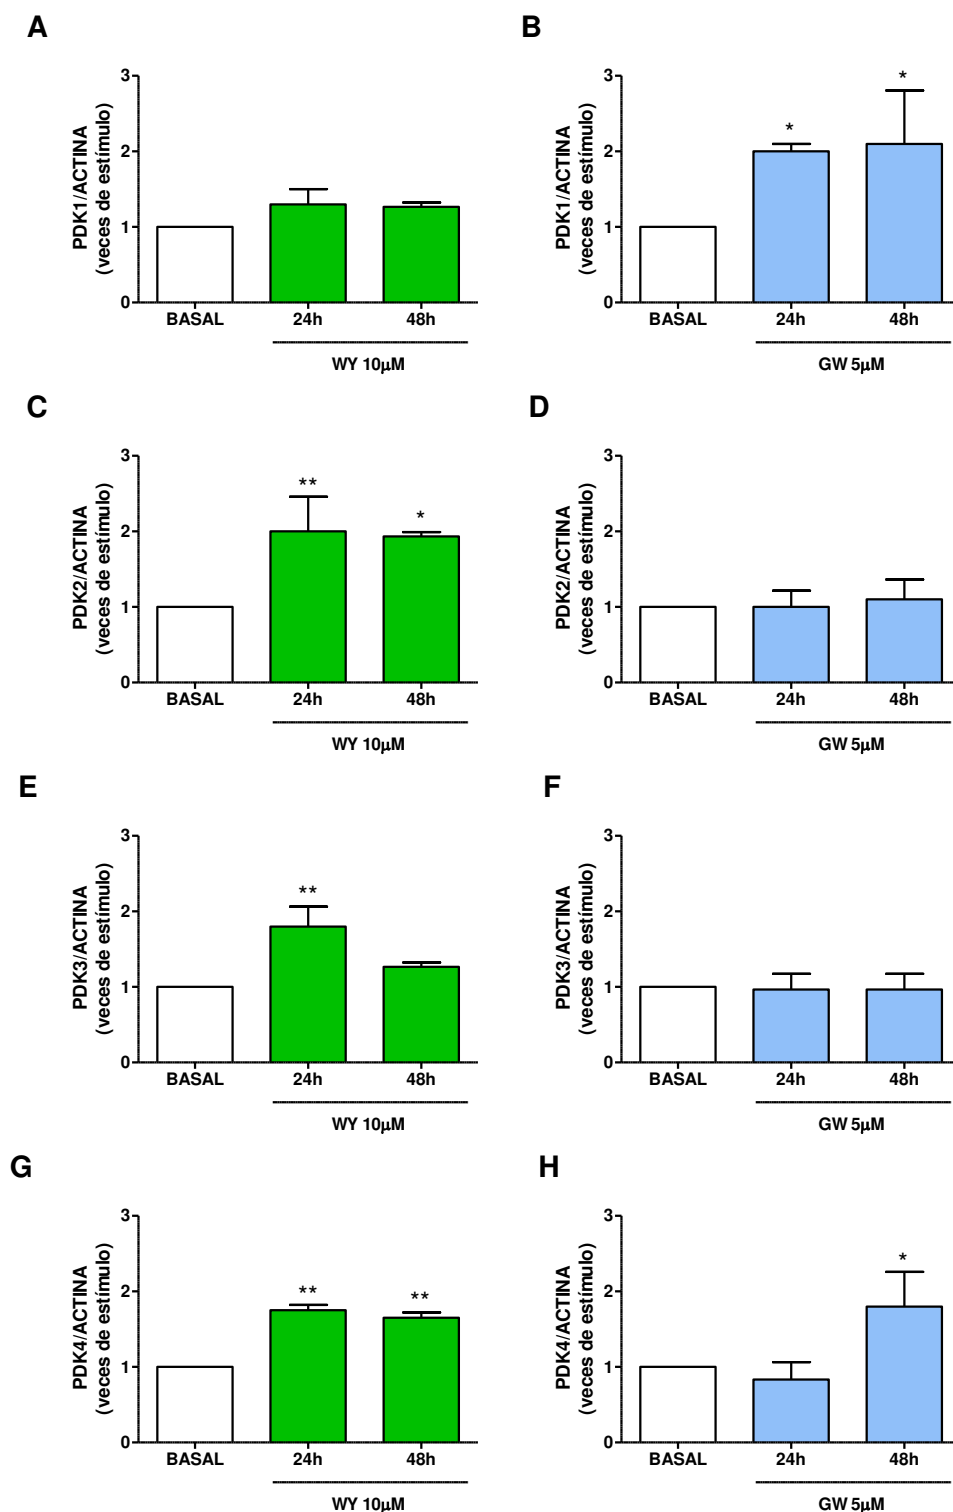 A
PDK1/ACTINA
(veces de estímulo)
3
2
1
0
BASAL 24h 48h
WY 10µM
B
PDK1/ACTINA
(veces de estímulo)
3
2
1
0
* *
BASAL 24h 48h
GW 5µM
C
PDK2/ACTINA
(veces de estímulo)
3
2
1
0
** *
BASAL 24h 48h
WY 10µM
D
PDK2/ACTINA
(veces de estímulo)
3
2
1
0
BASAL 24h 48h
GW 5µM
E
PDK3/ACTINA
(veces de estímulo)
3
2
1
0
**
BASAL 24h 48h
WY 10µM
F
PDK3/ACTINA
(veces de estímulo)
3
2
1
0
BASAL 24h 48h
GW 5µM
G
PDK4/ACTINA
(veces de estímulo)
3
2
1
0
** **
BASAL 24h 48h
WY 10µM
H
PDK4/ACTINA
(veces de estímulo)
3
2
1
0
*
BASAL 24h 48h
GW 5µM